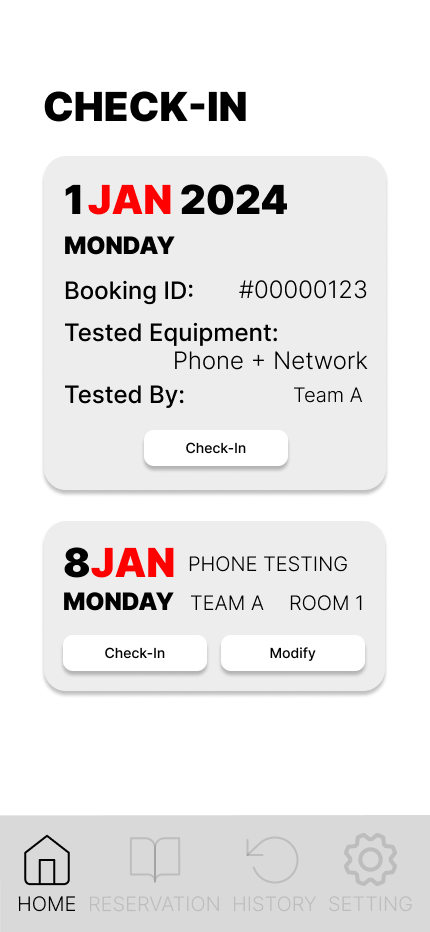 CHECK-IN
1 JAN 2024
MONDAY
Booking ID: #00000123
Tested Equipment:
Phone + Network
Tested By: Team A
Check-In
8JAN PHONE TESTING
MONDAY TEAM A ROOM 1
Check-In Modify
HOME RESERVATION HISTORY SETTING